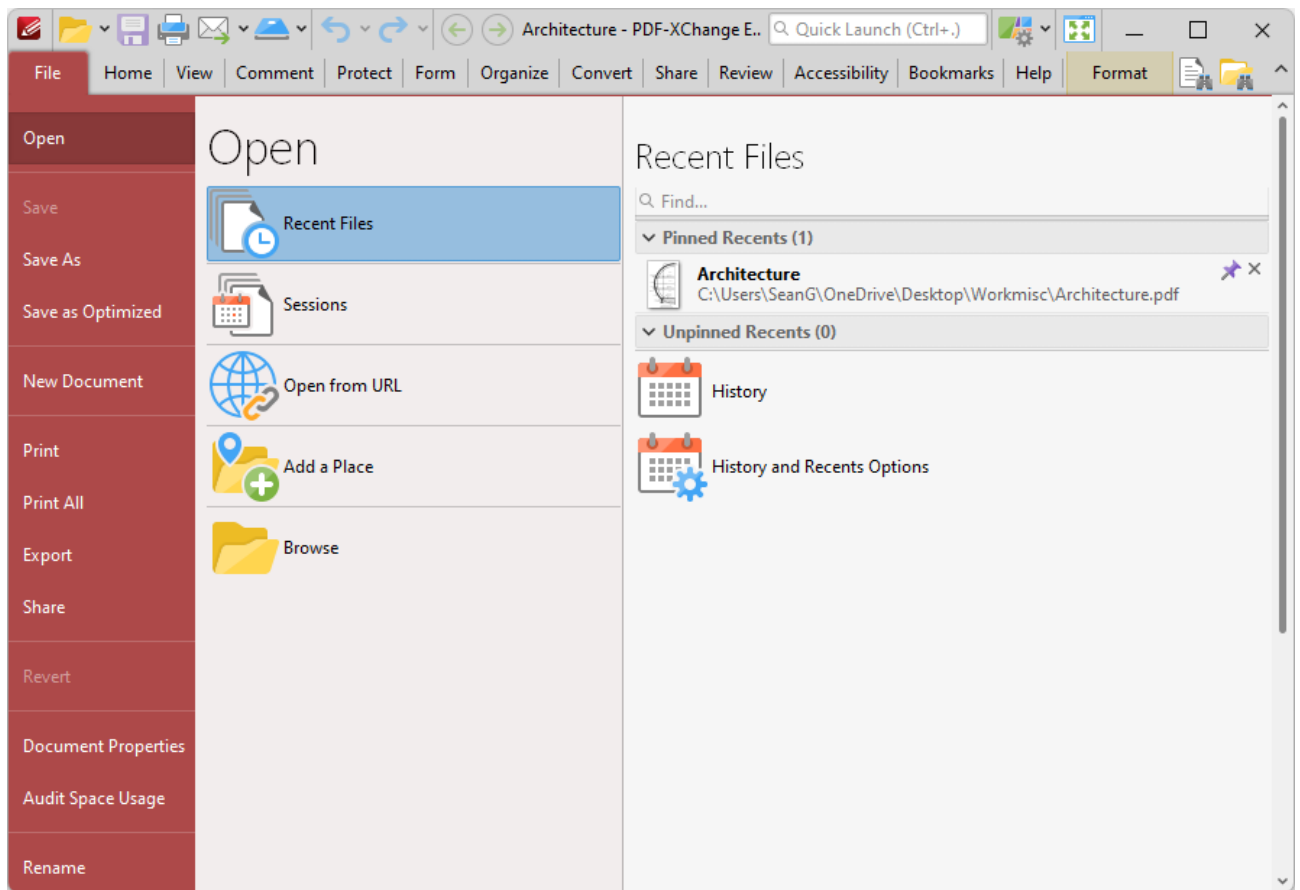 Architecture - PDF-XChange E.. Quick Launch (Ctrl+.)
File Home View Comment Protect Form Organize Convert Share Review Accessibility Bookmarks Help Format
Open
Save
Save As
Save as Optimized
New Document
Print
Print All
Export
Share
Revert
Document Properties
Audit Space Usage
Rename
Open
Recent Files
Sessions
Open from URL
Add a Place
Browse
Recent Files
Find...
Pinned Recents (1)
Architecture
C:\Users\SeanG\OneDrive\Desktop\Workmisc\Architecture.pdf
Unpinned Recents (0)
History
History and Recents Options